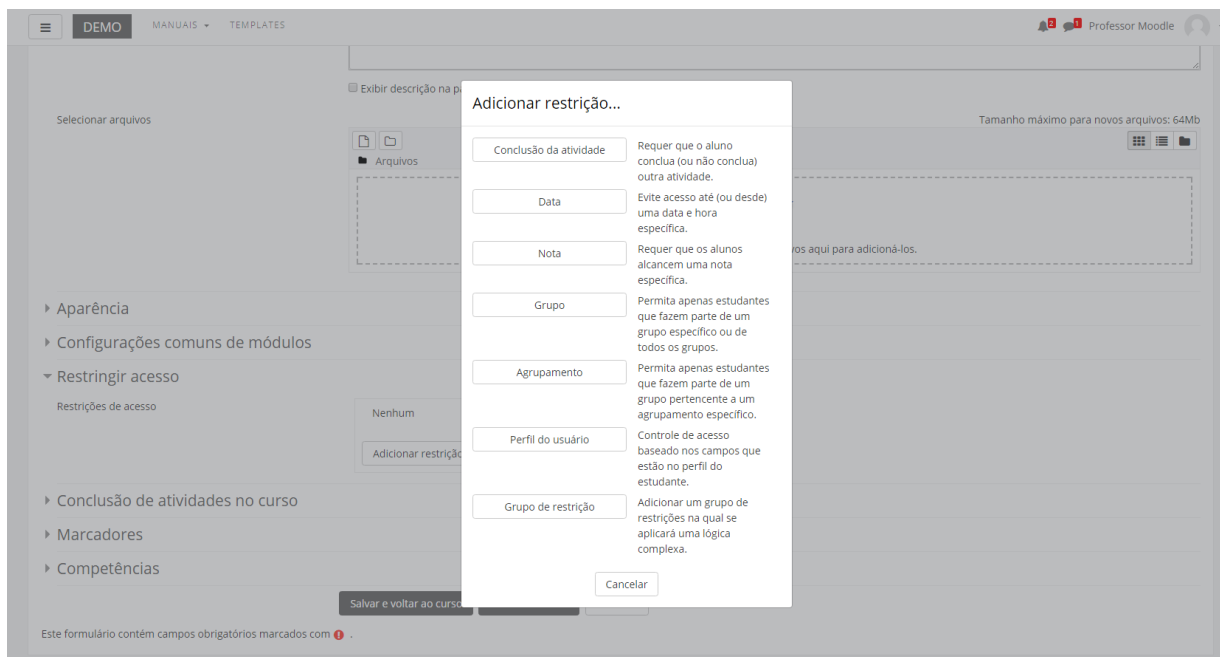 DEMO MANUAIS TEMPLATES 2 1 Professor Moodle
Exibir descrição na
Selecionar arquivos
Tamanho máximo para novos arquivos: 64Mb
Arquivos
aqui para adicioná-los.
Aparência
Configurações comuns de módulos
Restringir acesso
Restrições de acesso
Nenhum
Adicionar restrição
Conclusão de atividades no curso
Marcadores
Competências
Salvar e voltar ao curso
Este formulário contém campos obrigatórios marcados com .
Adicionar restrição...
Conclusão da atividade
Requer que o aluno
conclua (ou não conclua)
outra atividade.
Data
Evite acesso até (ou desde)
uma data e hora
específica.
Nota
Requer que os alunos
alcancem uma nota
específica.
Grupo
Permita apenas estudantes
que fazem parte de um
grupo específico ou de
todos os grupos.
Agrupamento
Permita apenas estudantes
que fazem parte de um
grupo pertencente a um
agrupamento específico.
Perfil do usuário
Controle de acesso
baseado nos campos que
estão no perfil do
estudante.
Grupo de restrição
Adicionar um grupo de
restrições na qual se
aplicará uma lógica
complexa.
Cancelar